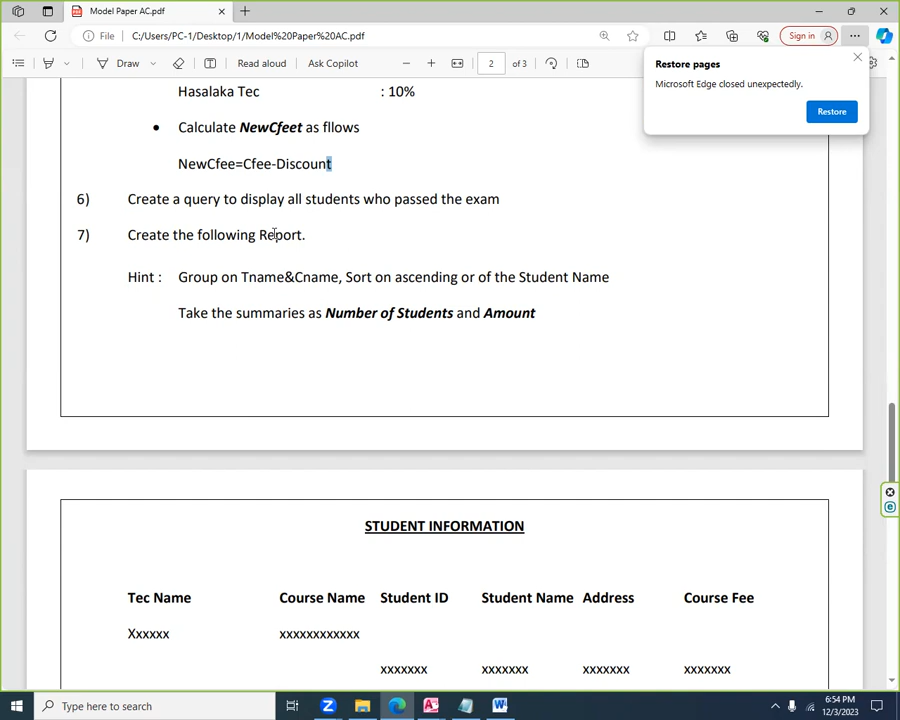 Model Paper AC.pdf
File
C:/Users/PC-1/Desktop/1/Model%20Paper%20AC.pdf
Sign in
Draw
Read aloud
Ask Copilot
2
of 3
Restore pages
Microsoft Edge closed unexpectedly.
Restore
Hasalaka Tec : 10%
• Calculate NewCfeet as fllows
NewCfee=Cfee-Discount
6) Create a query to display all students who passed the exam
7) Create the following Report.
Hint : Group on Tname&Cname, Sort on ascending or of the Student Name
Take the summaries as Number of Students and Amount
STUDENT INFORMATION
Tec Name Course Name Student ID Student Name Address Course Fee
Xxxxxx xxxxxxxxxxxx
xxxxxxx xxxxxxx xxxxxxx xxxxxxx
Type here to search
6:54 PM
12/3/2023